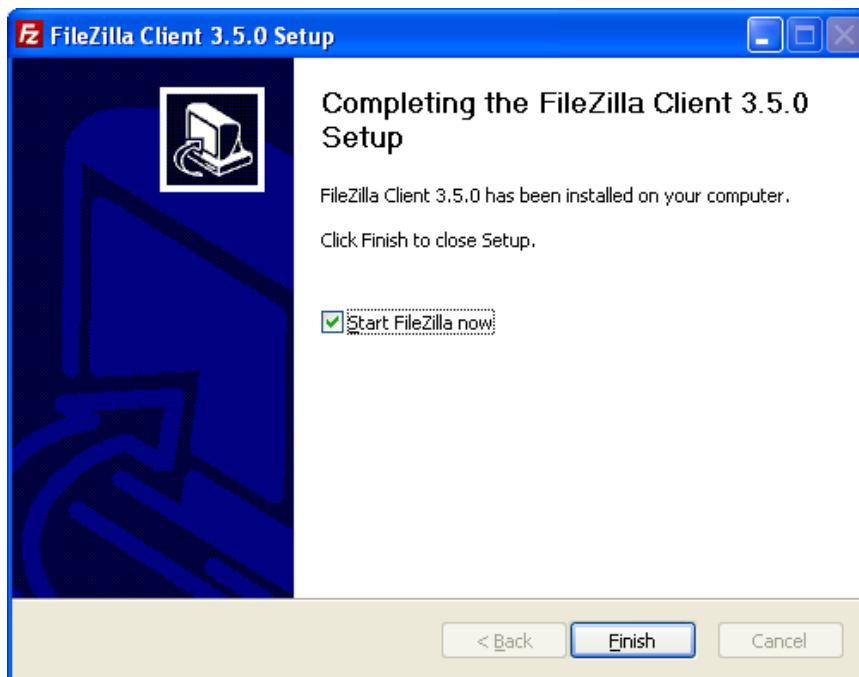 FileZilla Client 3.5.0 Setup
Completing the FileZilla Client 3.5.0
Setup
FileZilla Client 3.5.0 has been installed on your computer.
Click Finish to close Setup.
Start FileZilla now
< Back Finish Cancel